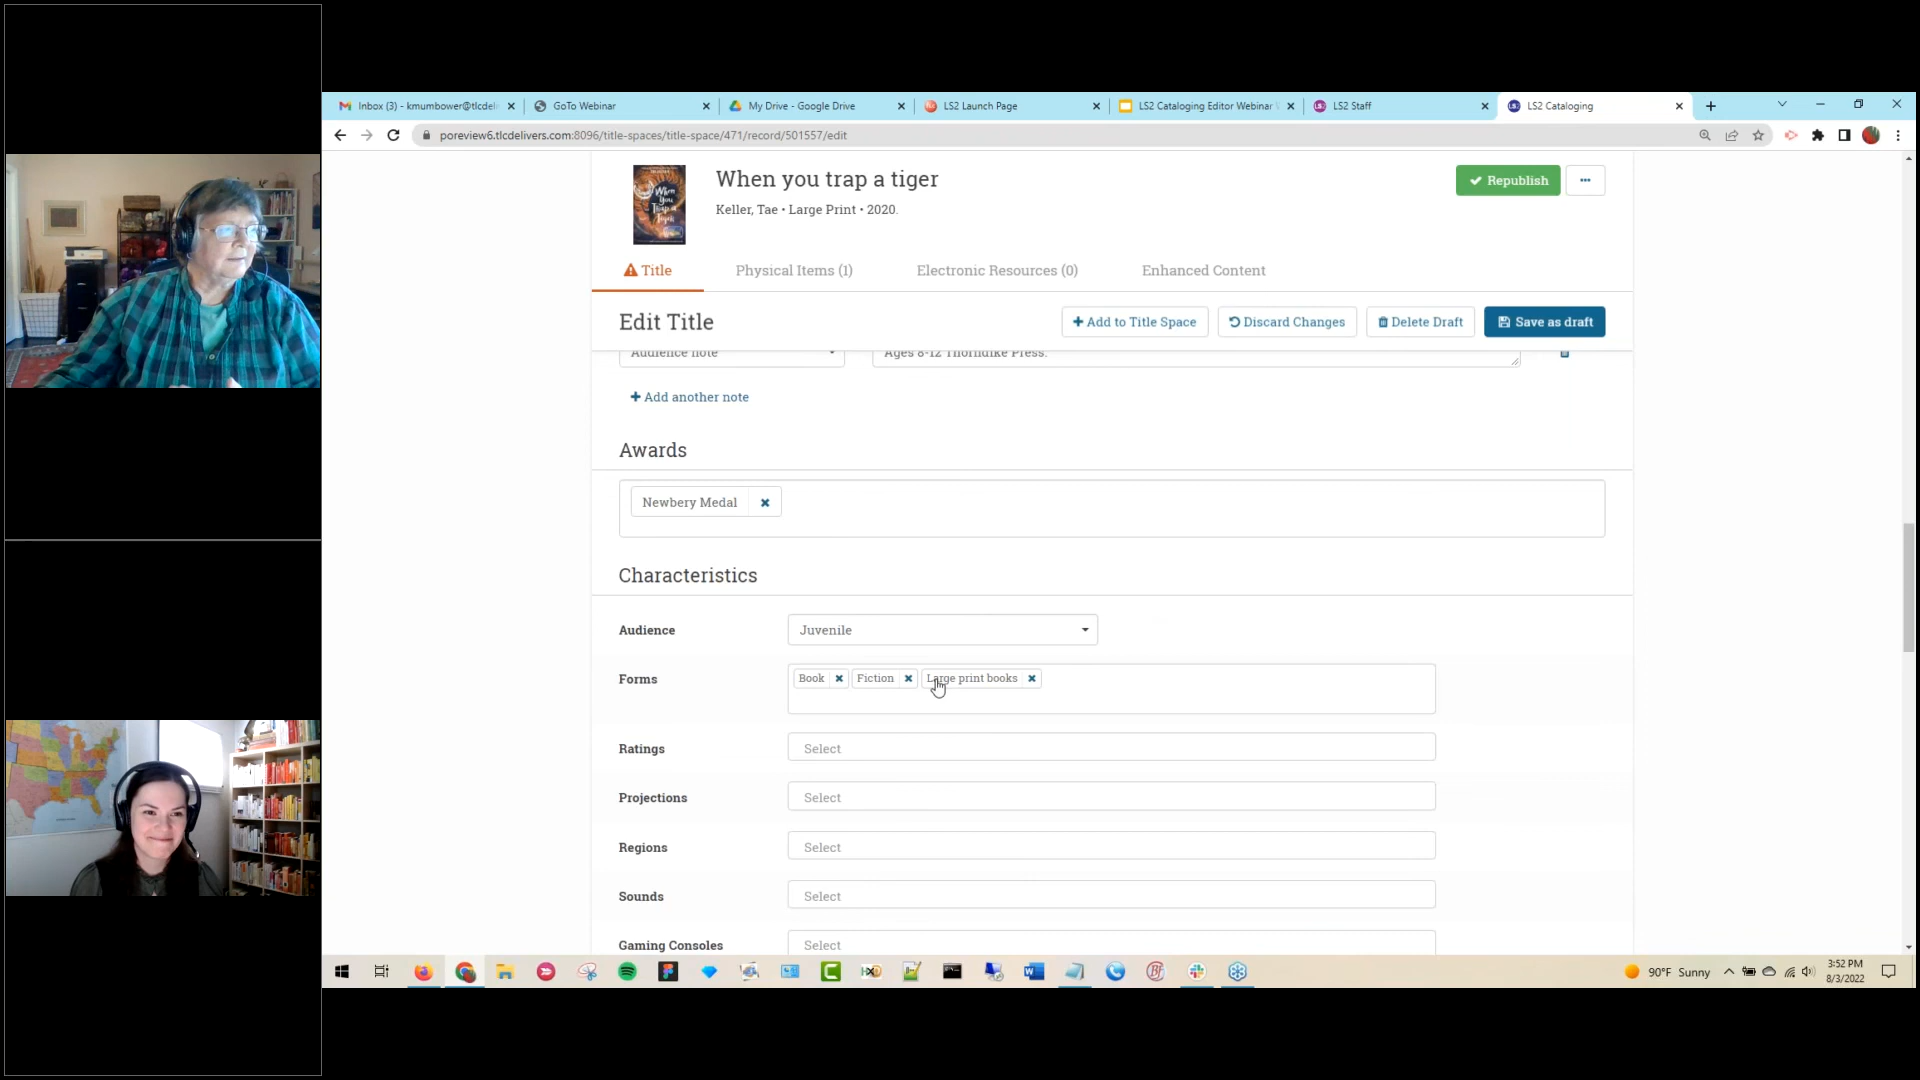 Inbox (3) - kmumbower@tlcdeli
GoTo Webinar
My Drive - Google Drive
LS2 Launch Page
LS2 Cataloging Editor Webinar
LS2 Staff
LS2 Cataloging
poreview6.tlcdelivers.com:8096/title-spaces/title-space/471/record/501557/edit
When you trap a tiger
Republish
Keller, Tae • Large Print • 2020.
When
You
Trap a
Tiger
Title
Physical Items (1)
Electronic Resources (0)
Enhanced Content
Edit Title
Add to Title Space
Discard Changes
Delete Draft
Save as draft
Audience note
Ages 8-12 Thorndike Press.
Add another note
Awards
Newbery Medal
Characteristics
Audience
Juvenile
Forms
Book
Fiction
Large print books
Ratings
Select
Projections
Select
Regions
Select
Sounds
Select
Gaming Consoles
Select
90°F Sunny
3:52 PM
8/3/2022